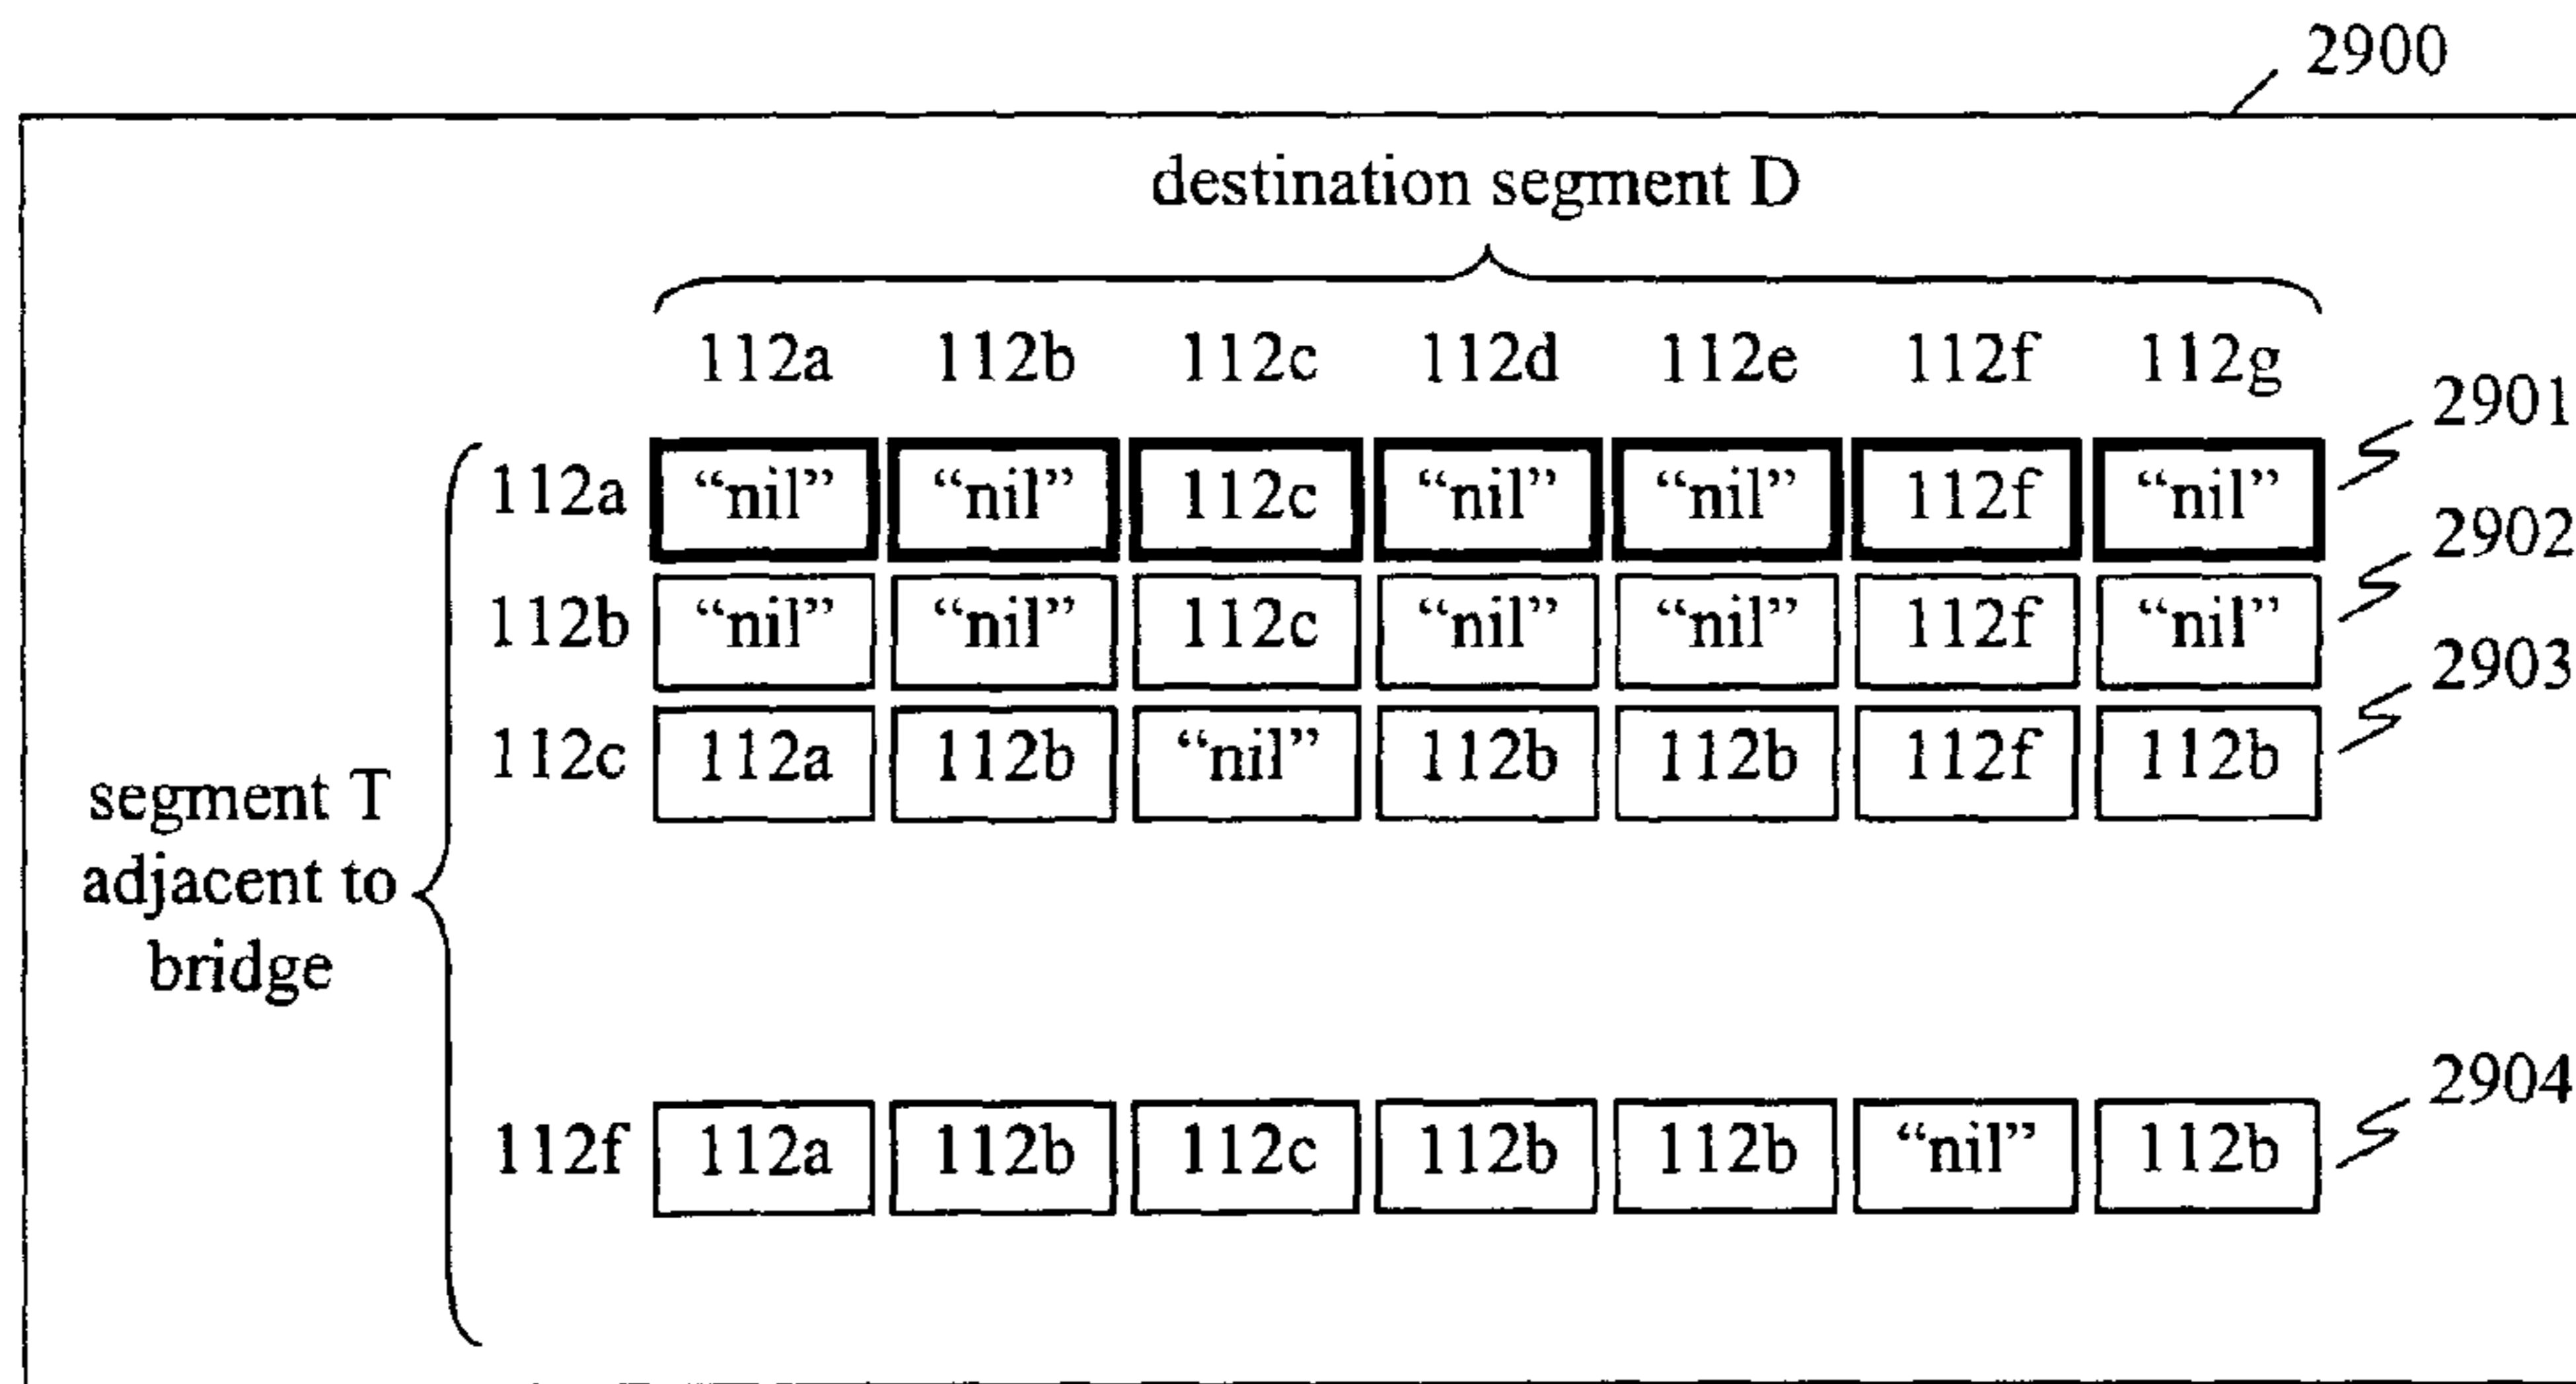 2900
destination segment D
112a 112b 112c 112d 112e 112f 112g
2901
112a “nil” “nil” 112c “nil” “nil” 112f “nil”
2902
112b “nil” “nil” 112c “nil” “nil” 112f “nil”
2903
112c 112a 112b “nil” 112b 112b 112f 112b
segment T
adjacent to
bridge
2904
112f 112a 112b 112c 112b 112b “nil” 112b